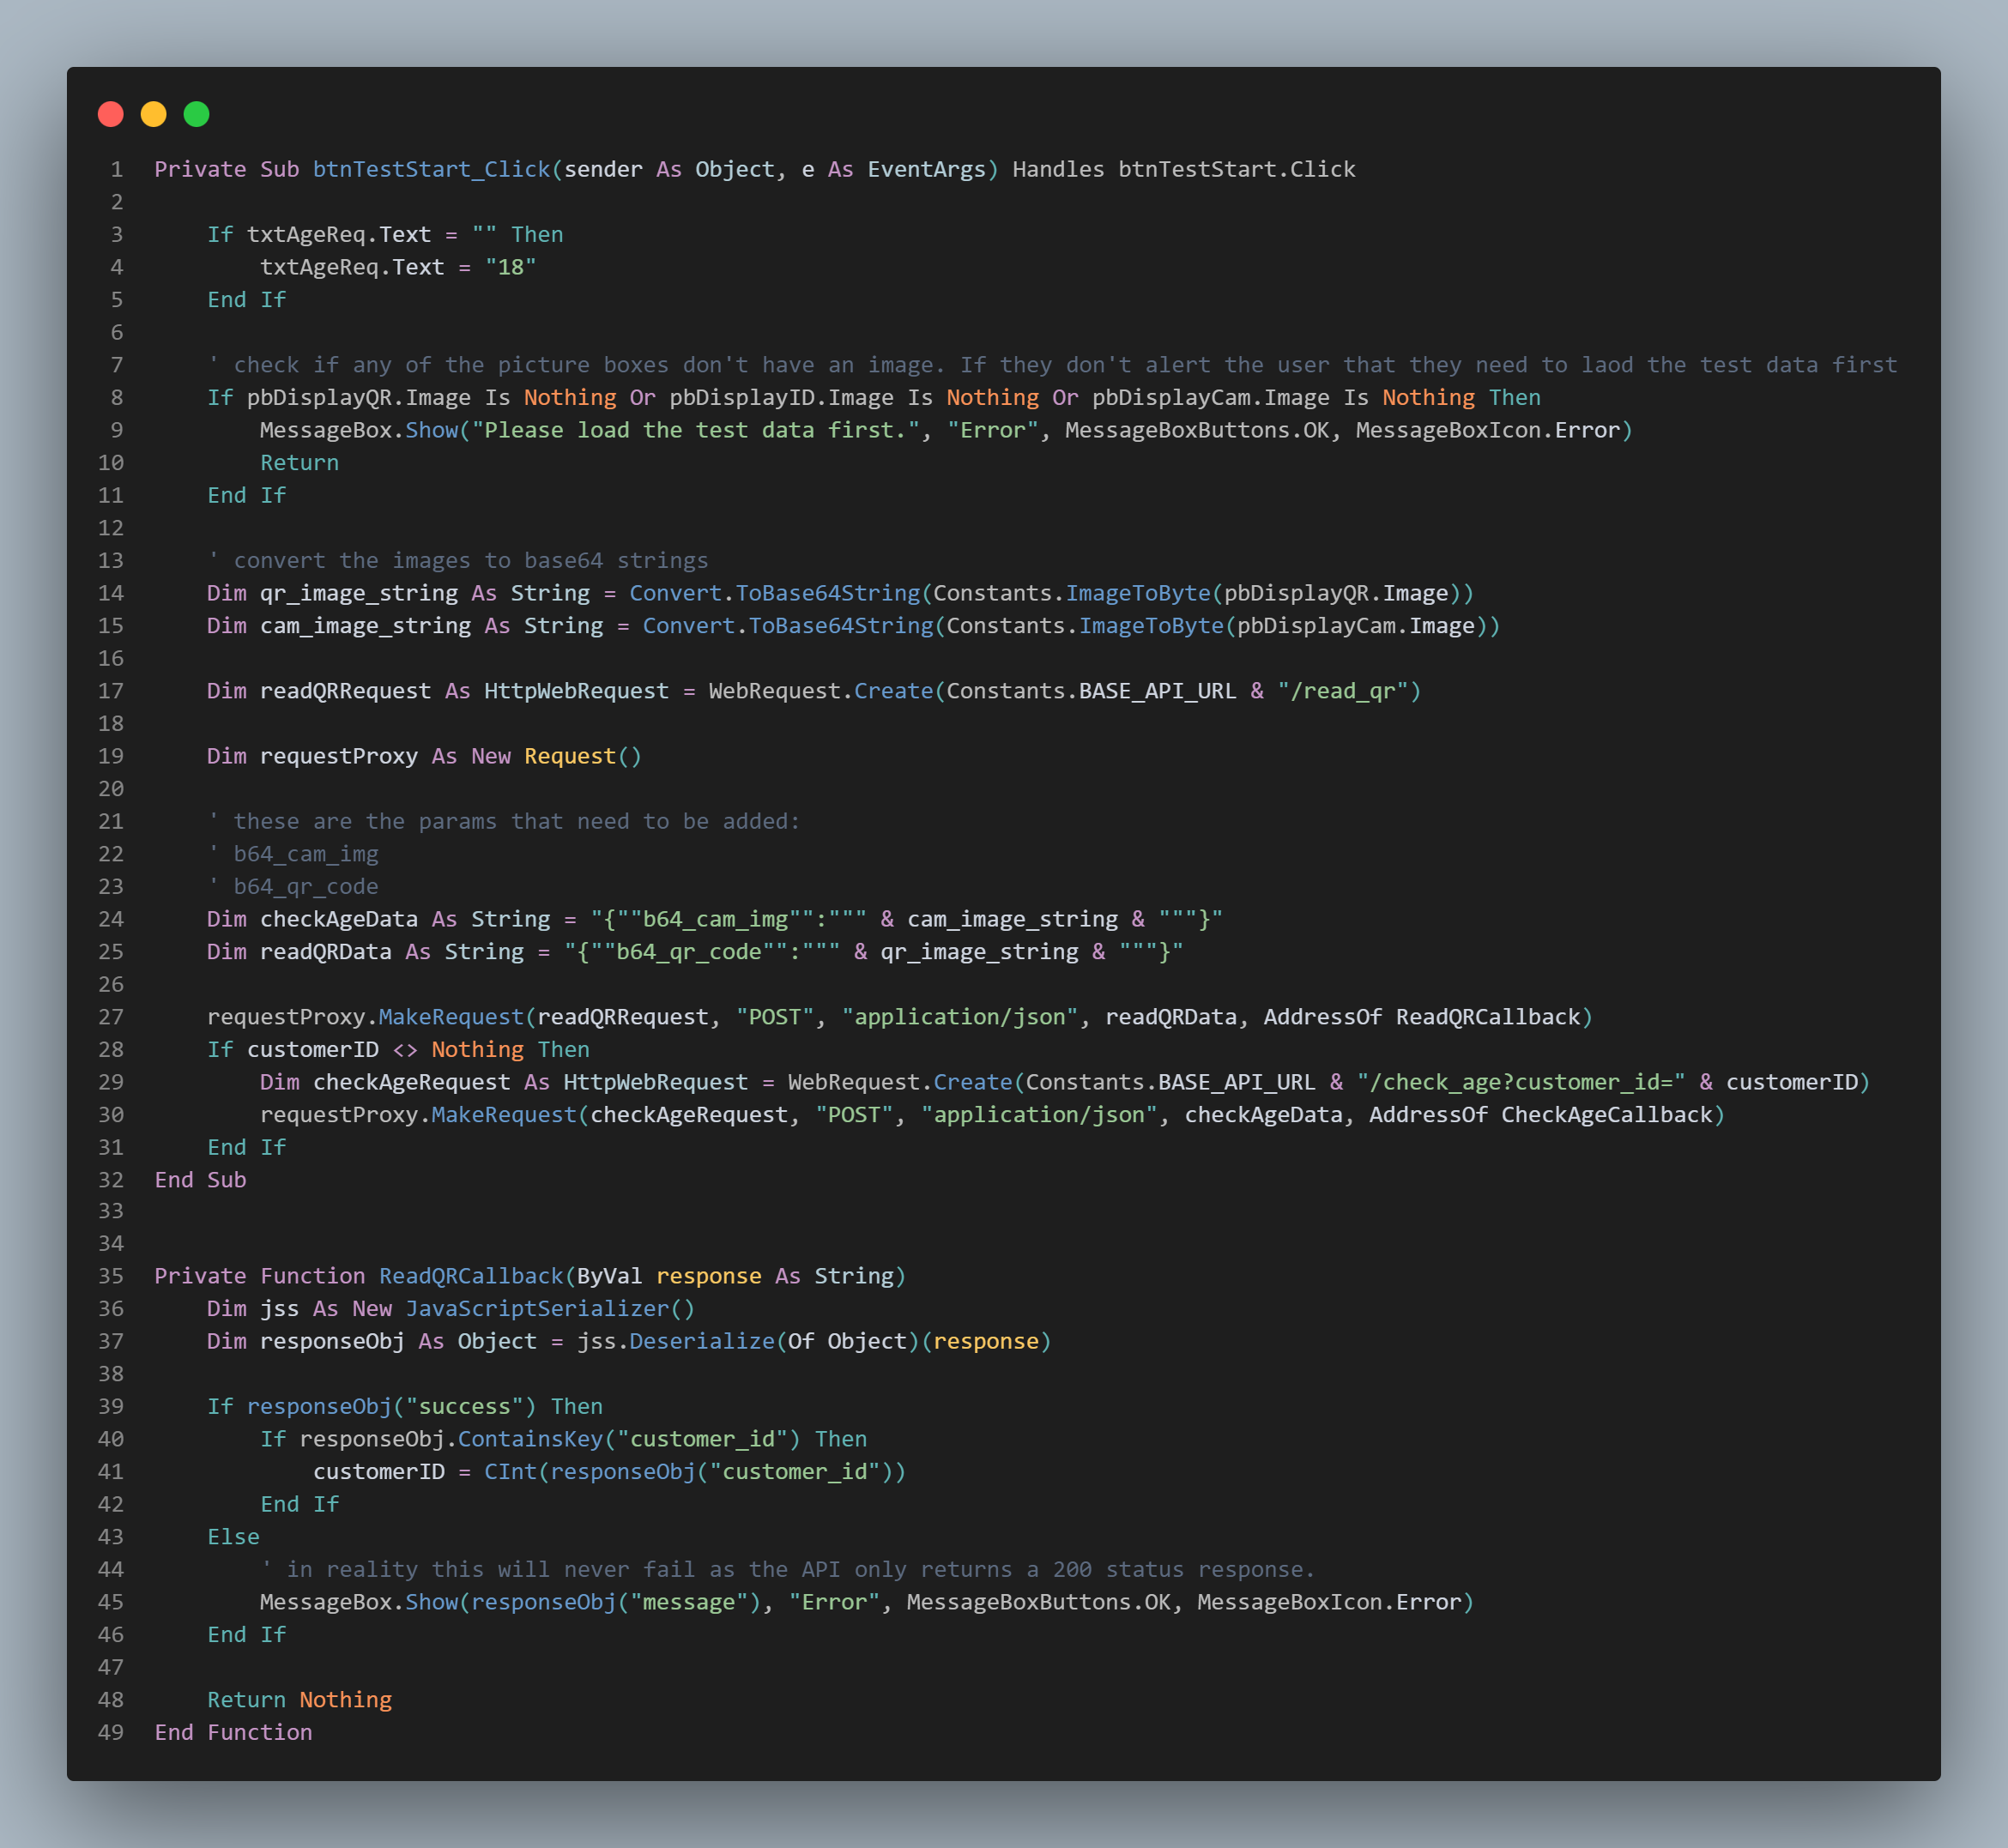 1 Private Sub btnTestStart_Click(sender As Object, e As EventArgs) Handles btnTestStart.Click
2
3     If txtAgeReq.Text = "" Then
4         txtAgeReq.Text = "18"
5     End If
6
7     ' check if any of the picture boxes don't have an image. If they don't alert the user that they need to laod the test data first
8     If pbDisplayQR.Image Is Nothing Or pbDisplayID.Image Is Nothing Or pbDisplayCam.Image Is Nothing Then
9         MessageBox.Show("Please load the test data first.", "Error", MessageBoxButtons.OK, MessageBoxIcon.Error)
10         Return
11     End If
12
13     ' convert the images to base64 strings
14     Dim qr_image_string As String = Convert.ToBase64String(Constants.ImageToByte(pbDisplayQR.Image))
15     Dim cam_image_string As String = Convert.ToBase64String(Constants.ImageToByte(pbDisplayCam.Image))
16
17     Dim readQRRequest As HttpWebRequest = WebRequest.Create(Constants.BASE_API_URL & "/read_qr")
18
19     Dim requestProxy As New Request()
20
21     ' these are the params that need to be added:
22     ' b64_cam_img
23     ' b64_qr_code
24     Dim checkAgeData As String = "{""b64_cam_img"":""" & cam_image_string & """}"
25     Dim readQRData As String = "{""b64_qr_code"":""" & qr_image_string & """}"
26
27     requestProxy.MakeRequest(readQRRequest, "POST", "application/json", readQRData, AddressOf ReadQRCallback)
28     If customerID <> Nothing Then
29         Dim checkAgeRequest As HttpWebRequest = WebRequest.Create(Constants.BASE_API_URL & "/check_age?customer_id=" & customerID)
30         requestProxy.MakeRequest(checkAgeRequest, "POST", "application/json", checkAgeData, AddressOf CheckAgeCallback)
31     End If
32 End Sub
33
34
35 Private Function ReadQRCallback(ByVal response As String)
36     Dim jss As New JavaScriptSerializer()
37     Dim responseObj As Object = jss.Deserialize(Of Object)(response)
38
39     If responseObj("success") Then
40         If responseObj.ContainsKey("customer_id") Then
41             customerID = CInt(responseObj("customer_id"))
42         End If
43     Else
44         ' in reality this will never fail as the API only returns a 200 status response.
45         MessageBox.Show(responseObj("message"), "Error", MessageBoxButtons.OK, MessageBoxIcon.Error)
46     End If
47
48     Return Nothing
49 End Function